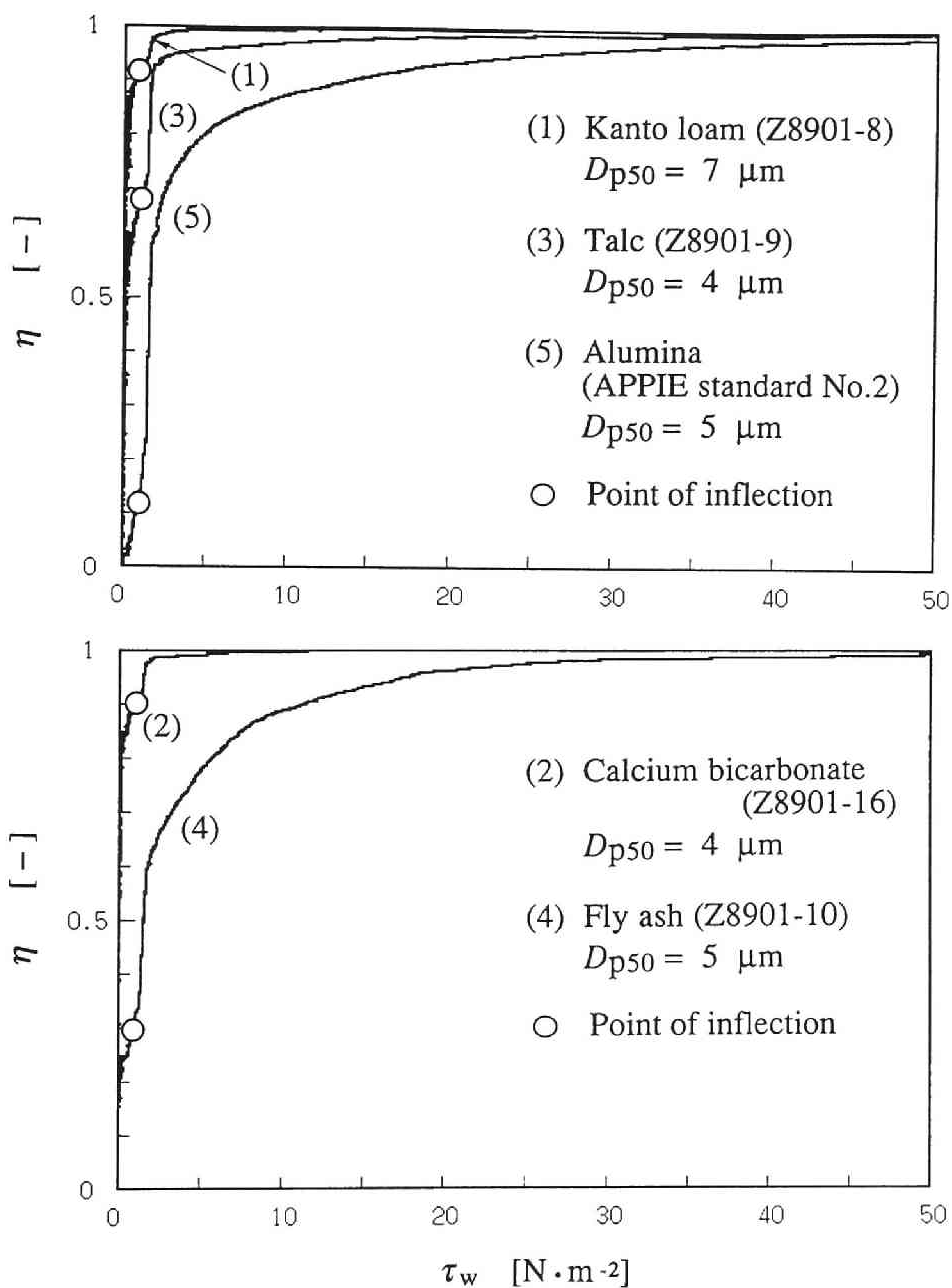 1
(1)
(3)
(5)
(1) Kanto loam (Z8901-8)
Dp50 = 7 μm
(3) Talc (Z8901-9)
Dp50 = 4 μm
(5) Alumina
(APPIE standard No.2)
Dp50 = 5 μm
○ Point of inflection
η [-]
0.5
0
0 10 20 30 40 50
1
(2)
(4)
(2) Calcium bicarbonate
(Z8901-16)
Dp50 = 4 μm
(4) Fly ash (Z8901-10)
Dp50 = 5 μm
○ Point of inflection
η [-]
0.5
0
0 10 20 30 40 50
τw [N·m-2]